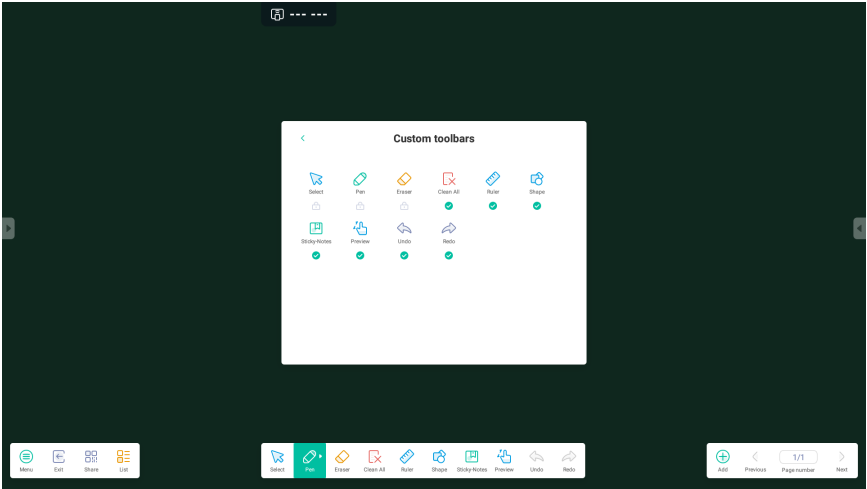 --- ---
Custom toolbars
Select Pen Eraser Clean All Ruler Shape
Sticky-Notes Preview Undo Redo
Menu Exit Share List
Select Pen Eraser Clean All Ruler Shape Sticky-Notes Preview Undo Redo
1/1
Add Previous Page number Next